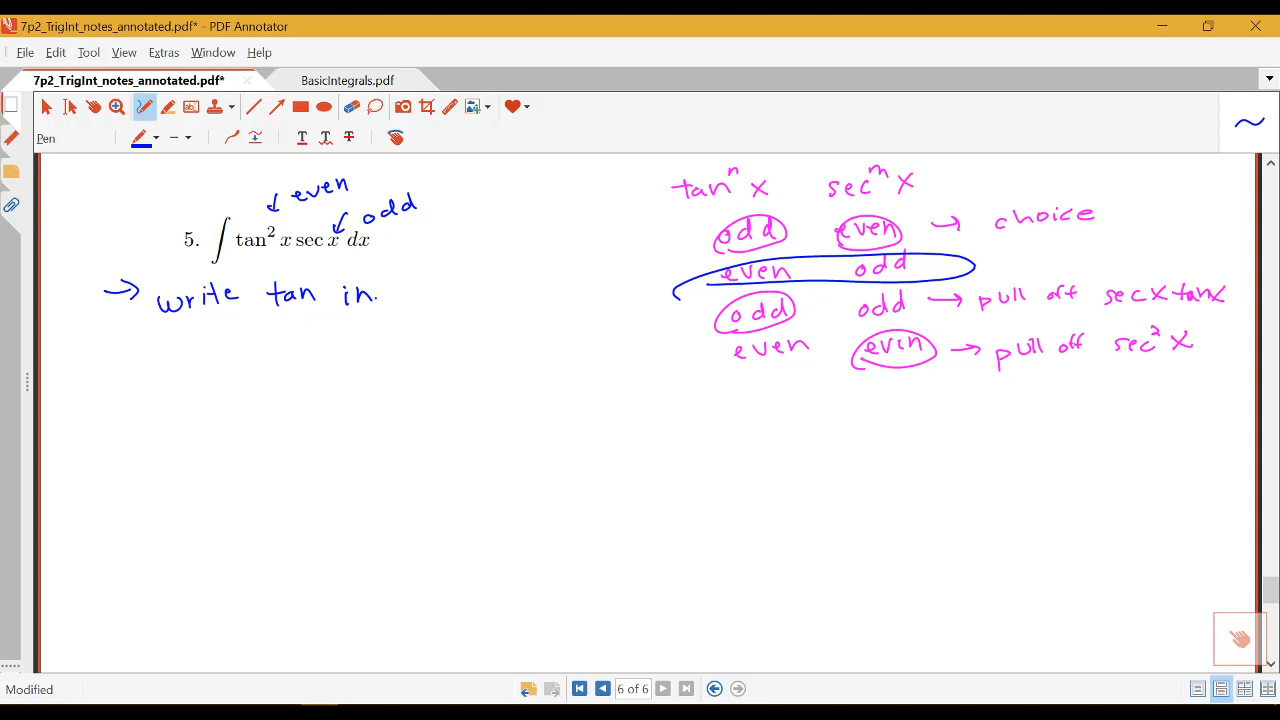 7p2_TrigInt_notes_annotated.pdf* - PDF Annotator
File Edit Tool View Extras Window Help
7p2_TrigInt_notes_annotated.pdf* BasicIntegrals.pdf
Pen
↓ even
↙ odd
5. ∫ tan² x sec x dx
→ write tan in.
tanⁿ x secᵐ x
odd even → choice
even odd
odd odd → pull off secx tanx
even even → pull off sec² x
Modified
6 of 6